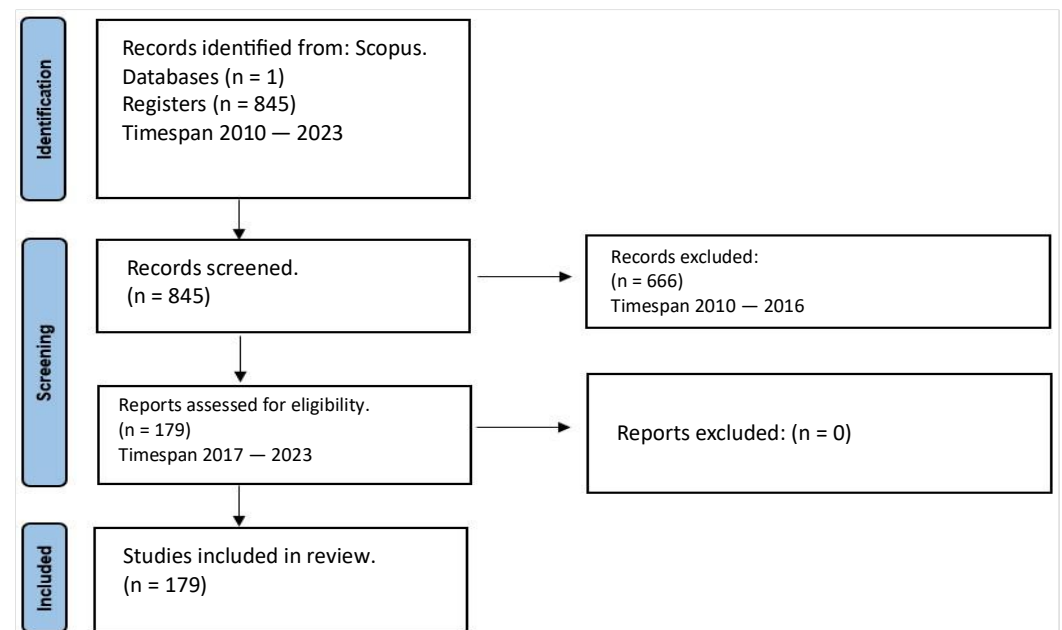 Identification
Records identified from: Scopus.
Databases (n = 1)
Registers (n = 845)
Timespan 2010 — 2023
Screening
Records screened.
(n = 845)
Records excluded:
(n = 666)
Timespan 2010 — 2016
Reports assessed for eligibility.
(n = 179)
Timespan 2017 — 2023
Reports excluded: (n = 0)
Included
Studies included in review.
(n = 179)